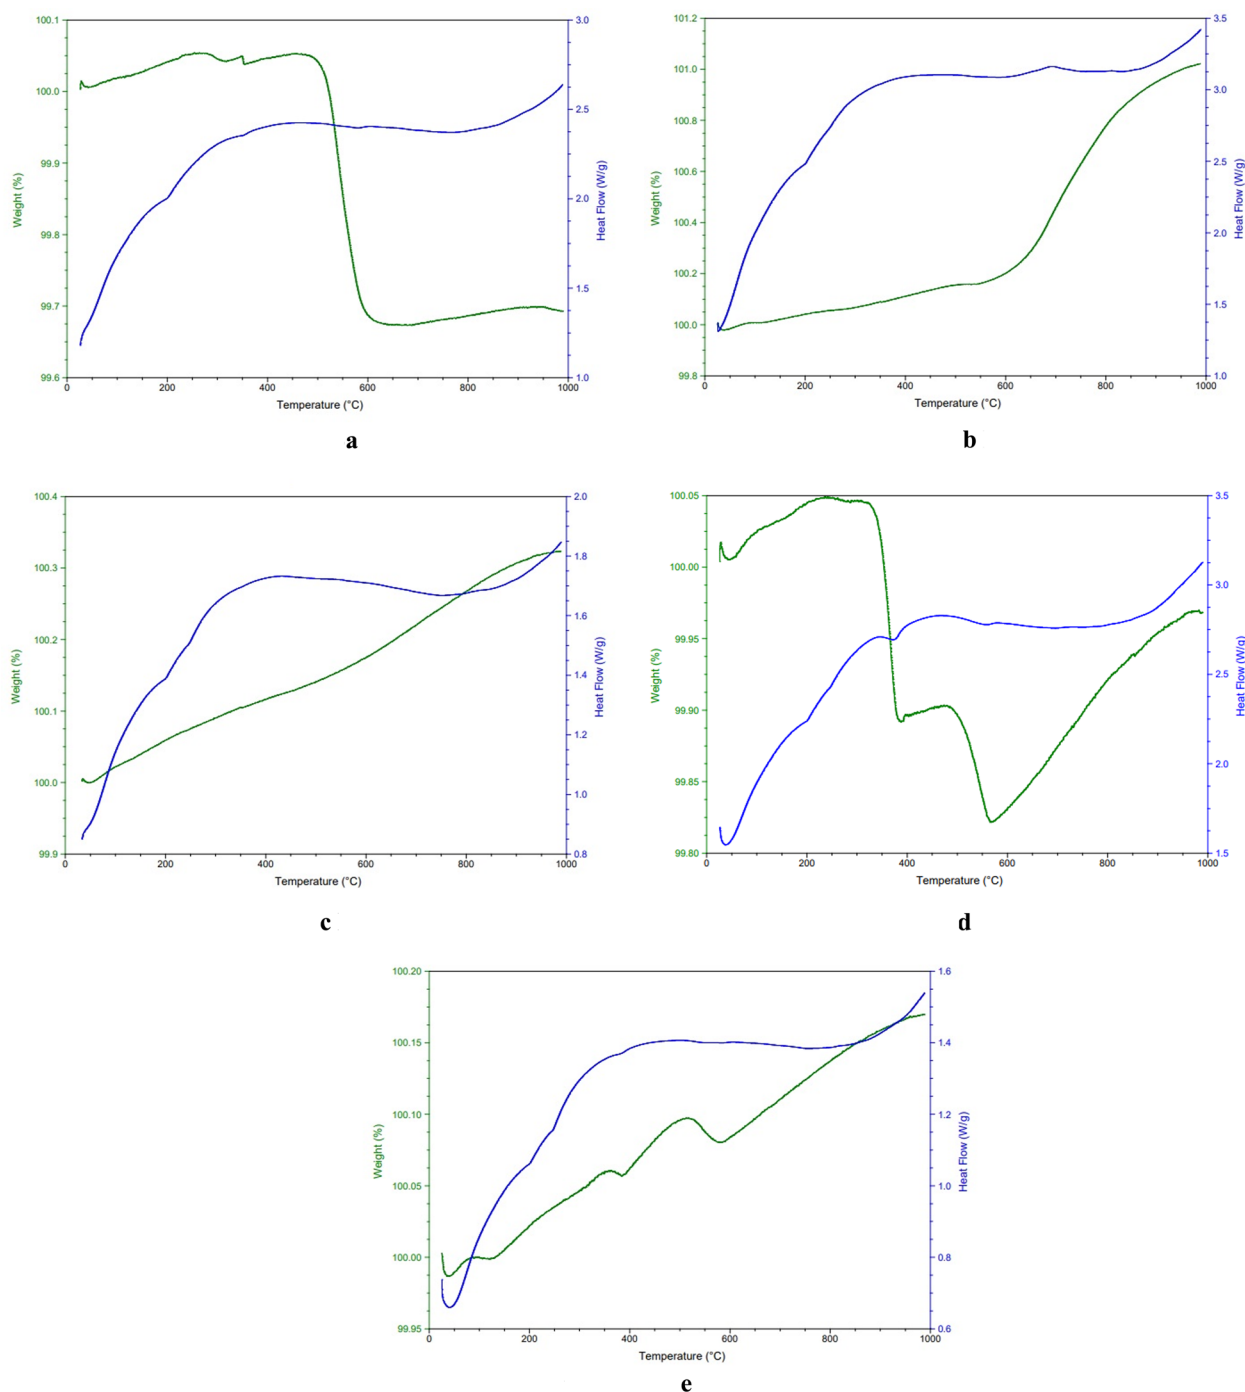 100.1
100.0
99.9
99.8
99.7
99.6
Weight (%)
0 200 400 600 800 1000
Temperature (°C)
3.0
2.5
2.0
1.5
1.0
Heat Flow (W/g)
a
101.2
101.0
100.8
100.6
100.4
100.2
100.0
99.8
Weight (%)
0 200 400 600 800 1000
Temperature (°C)
3.5
3.0
2.5
2.0
1.5
1.0
Heat Flow (W/g)
b
100.4
100.3
100.2
100.1
100.0
99.9
Weight (%)
0 200 400 600 800 1000
Temperature (°C)
2.0
1.8
1.6
1.4
1.2
1.0
0.8
Heat Flow (W/g)
c
100.05
100.00
99.95
99.90
99.85
99.80
Weight (%)
0 200 400 600 800 1000
Temperature (°C)
3.5
3.0
2.5
2.0
1.5
Heat Flow (W/g)
d
100.20
100.15
100.10
100.05
100.00
99.95
Weight (%)
0 200 400 600 800 1000
Temperature (°C)
1.6
1.4
1.2
1.0
0.8
0.6
Heat Flow (W/g)
e